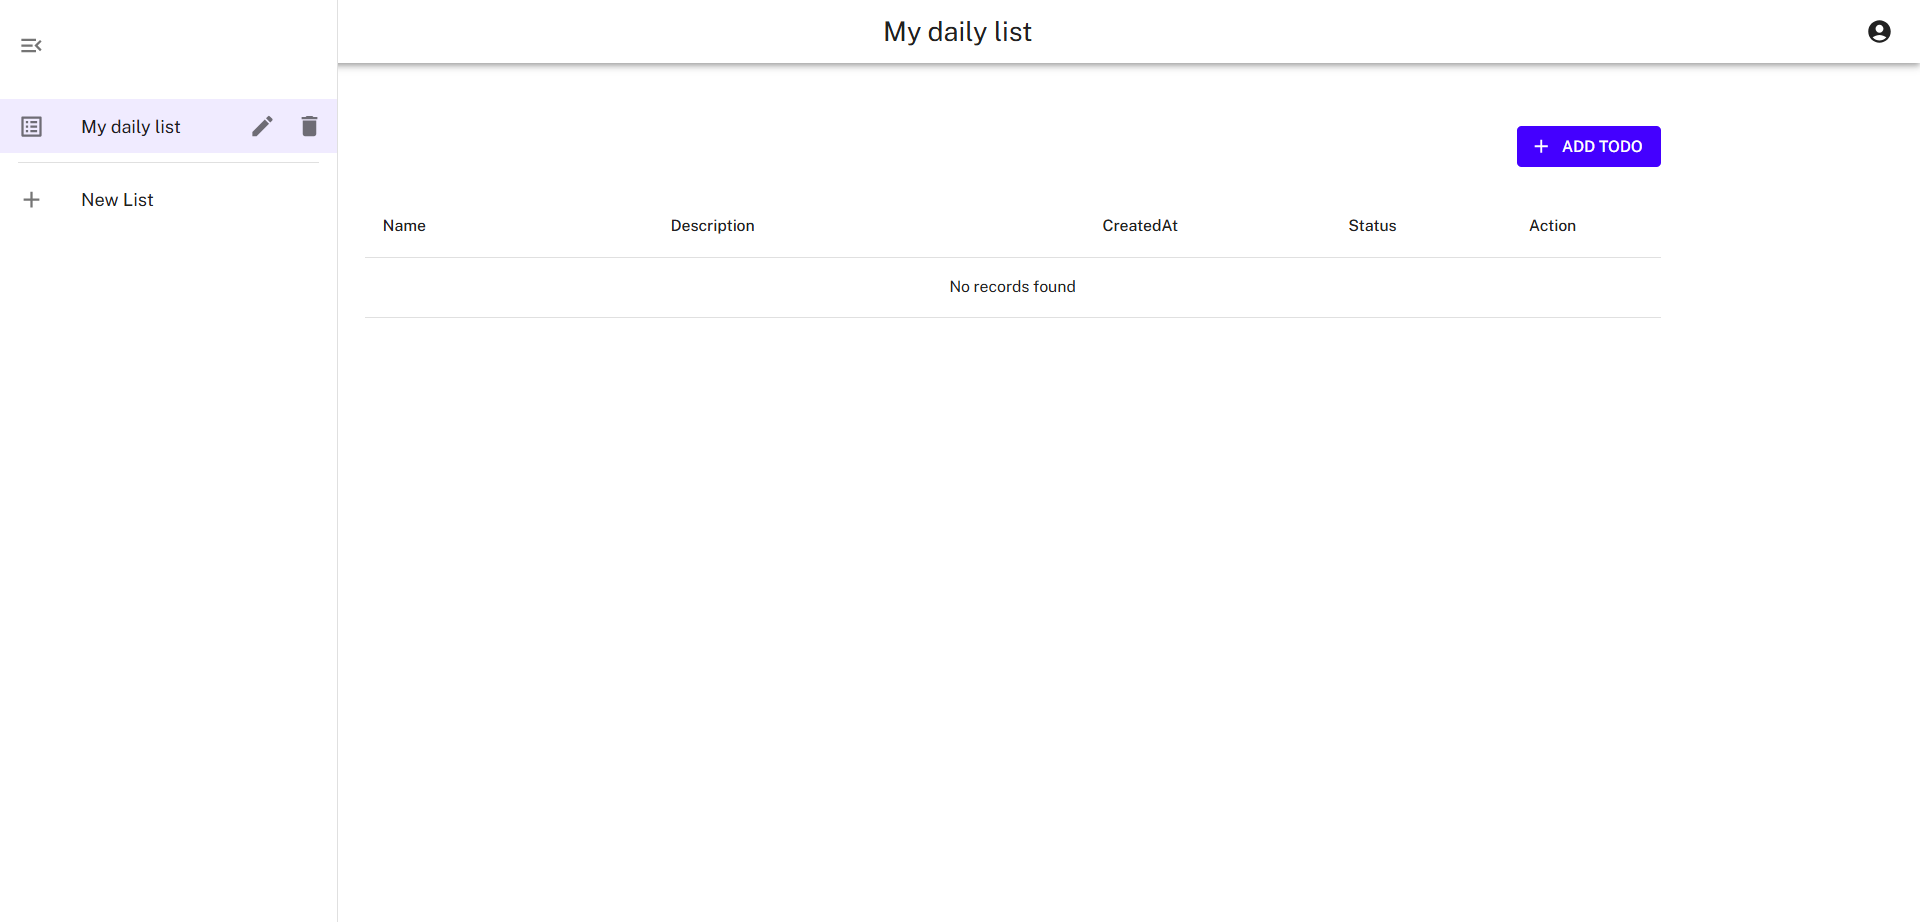 My daily list
My daily list
New List
ADD TODO
Name Description CreatedAt Status Action
No records found